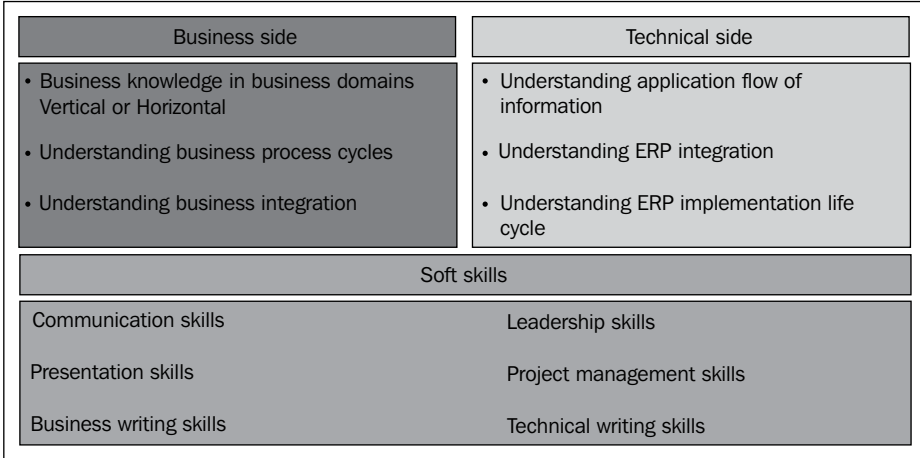 Business side
• Business knowledge in business domains
Vertical or Horizontal
• Understanding business process cycles
• Understanding business integration
Technical side
• Understanding application flow of
information
• Understanding ERP integration
• Understanding ERP implementation life
cycle
Soft skills
Communication skills
Presentation skills
Business writing skills
Leadership skills
Project management skills
Technical writing skills